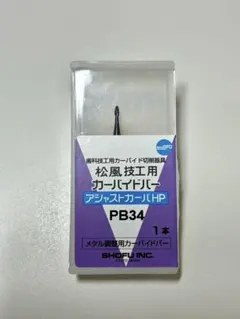 SHOFU
歯科技工用カーバイド切削器具
松風技工用
カーバイドバー
アジャストカーバHP
PB34
1本
メタル調整用カーバイドバー
SHOFU INC.